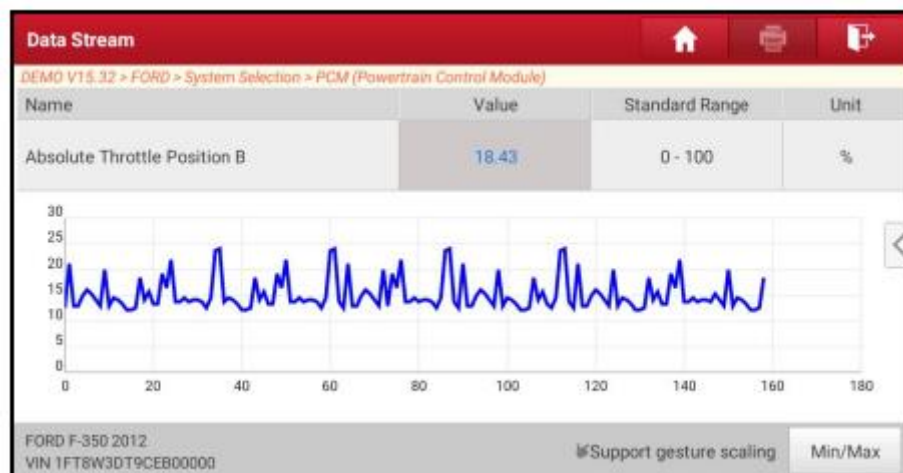 Data Stream
DEMO V15.32 > FORD > System Selection > PCM (Powertrain Control Module)
Name Value Standard Range Unit
Absolute Throttle Position B 18.43 0 - 100 %
30
25
20
15
10
5
0
0 20 40 60 80 100 120 140 160 180
FORD F-350 2012
VIN 1FT8W3DT9CEB00000
Support gesture scaling
Min/Max